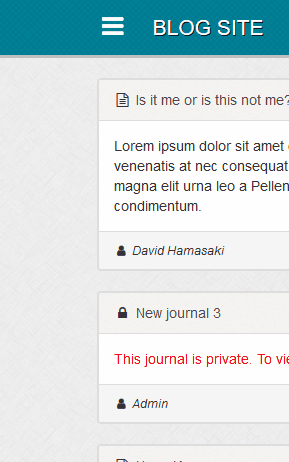 BLOG SITE
Is it me or is this not me?
Lorem ipsum dolor sit amet
venenatis at nec consequat
magna elit urna leo a Pellen
condimentum.
David Hamasaki
New journal 3
This journal is private. To vie
Admin